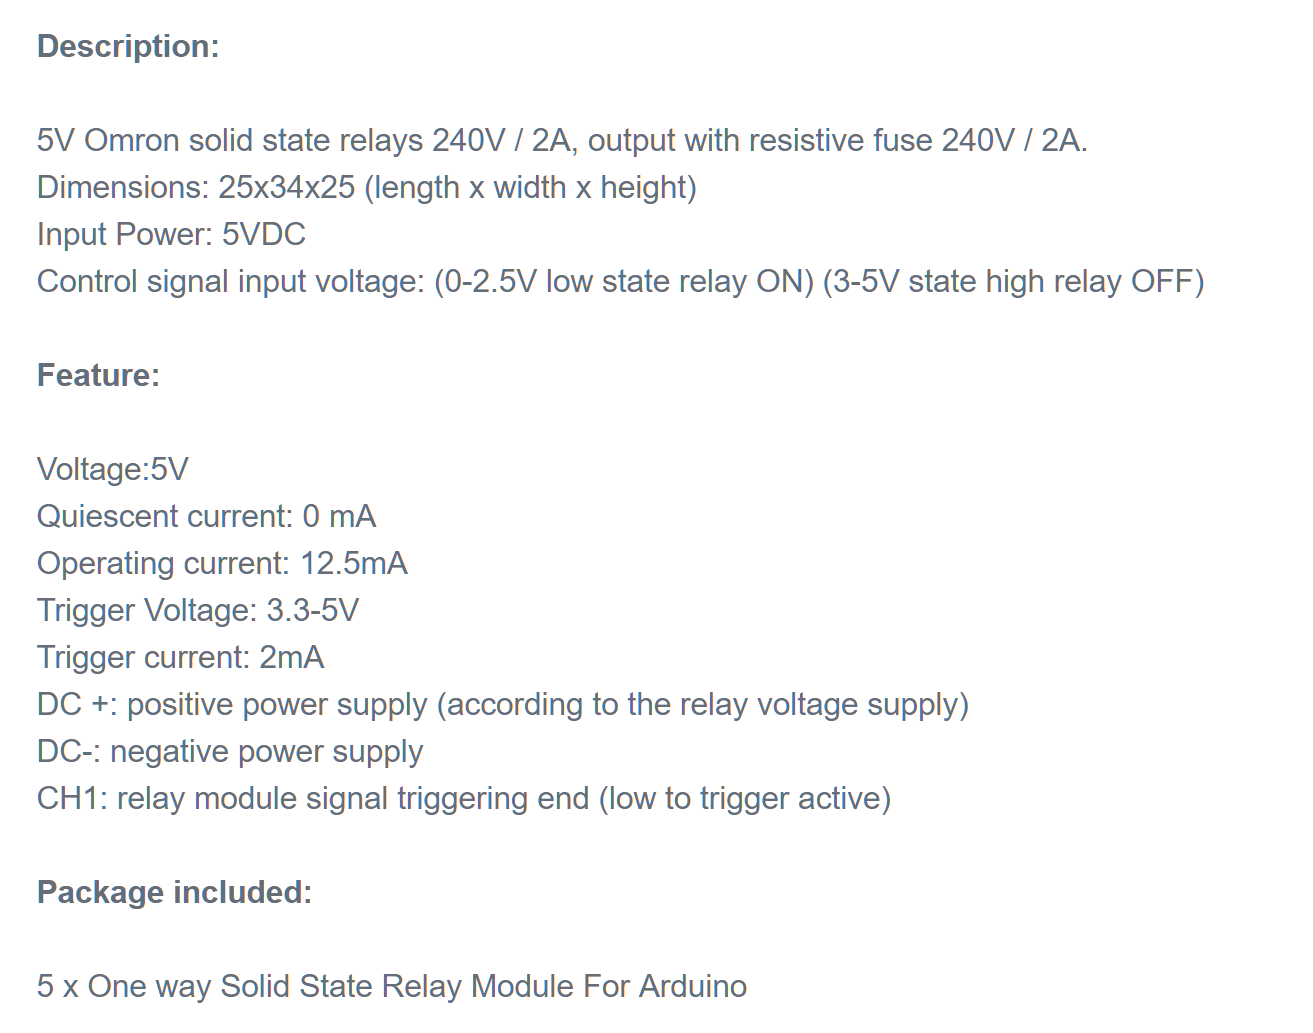 Description:
5V Omron solid state relays 240V / 2A, output with resistive fuse 240V / 2A.
Dimensions: 25x34x25 (length x width x height)
Input Power: 5VDC
Control signal input voltage: (0-2.5V low state relay ON) (3-5V state high relay OFF)
Feature:
Voltage:5V
Quiescent current: 0 mA
Operating current: 12.5mA
Trigger Voltage: 3.3-5V
Trigger current: 2mA
DC +: positive power supply (according to the relay voltage supply)
DC-: negative power supply
CH1: relay module signal triggering end (low to trigger active)
Package included:
5 x One way Solid State Relay Module For Arduino